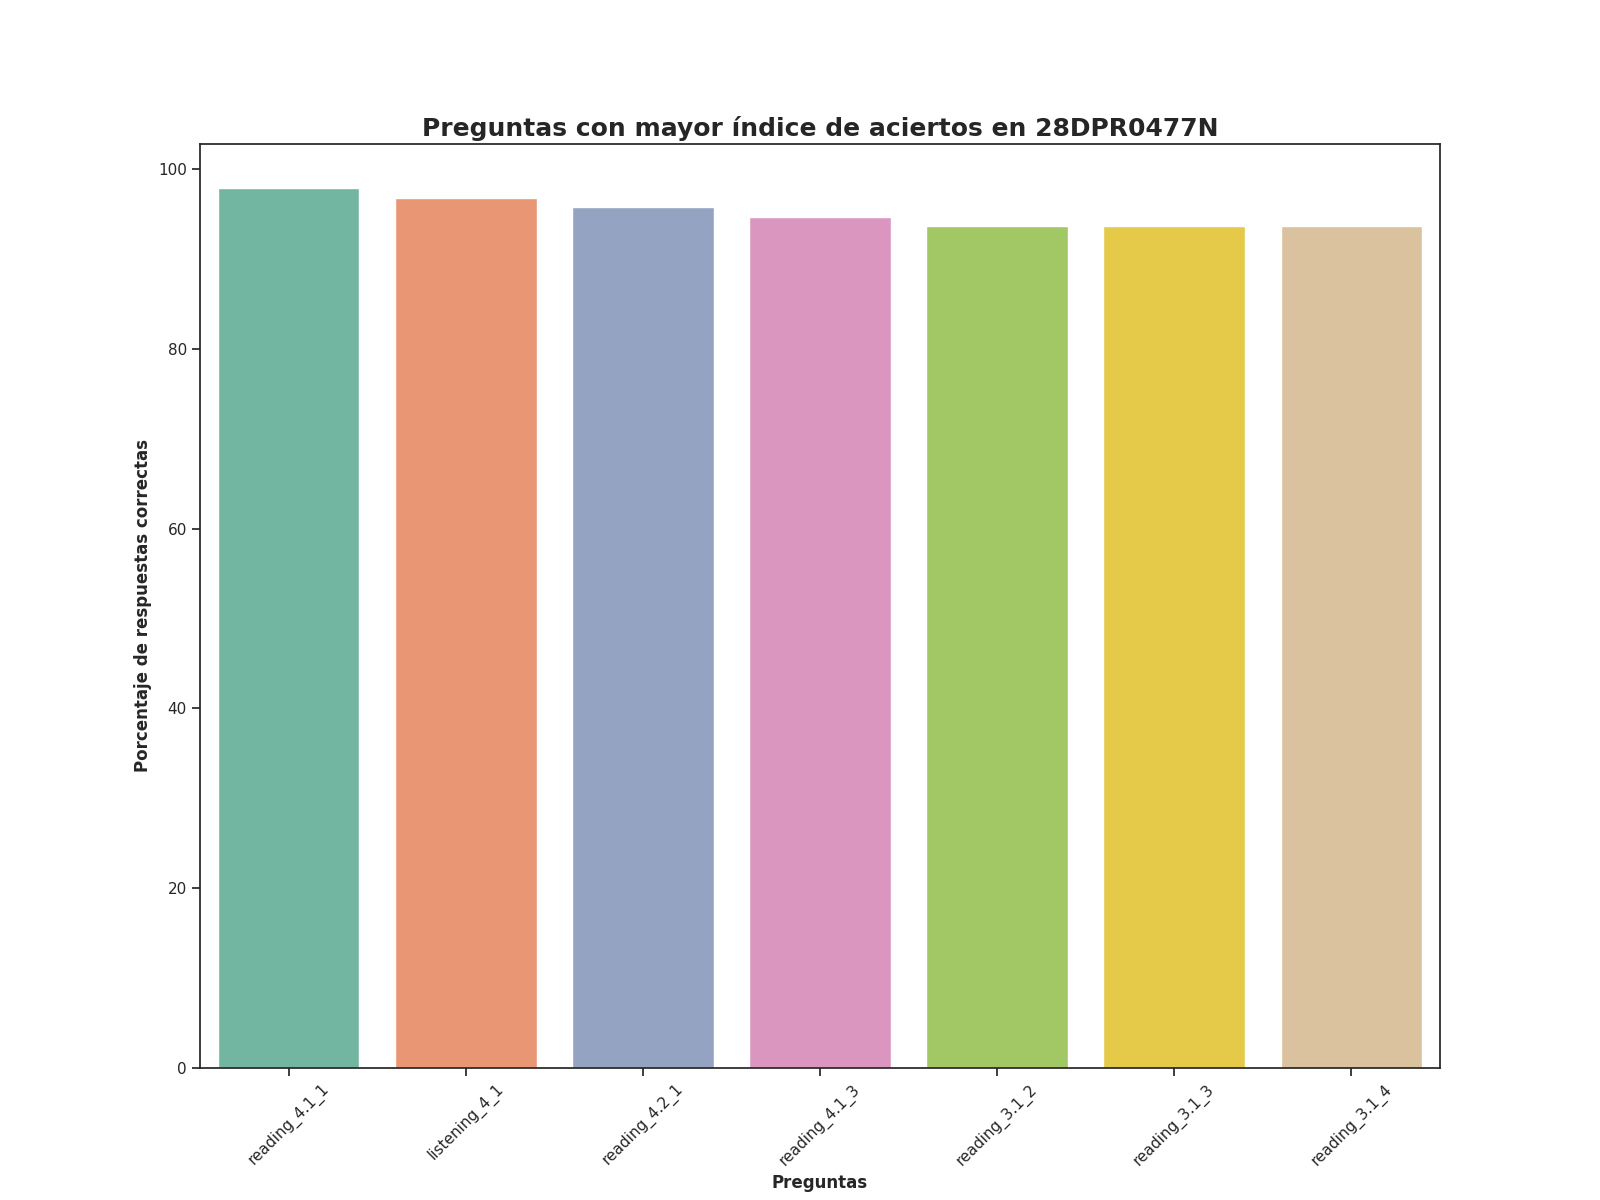 Preguntas con mayor índice de aciertos en 28DPR0477N
Porcentaje de respuestas correctas
100
80
60
40
20
0
reading_4.1_1
listening_4_1
reading_4.2_1
reading_4.1_3
reading_3.1_2
reading_3.1_3
reading_3.1_4
Preguntas